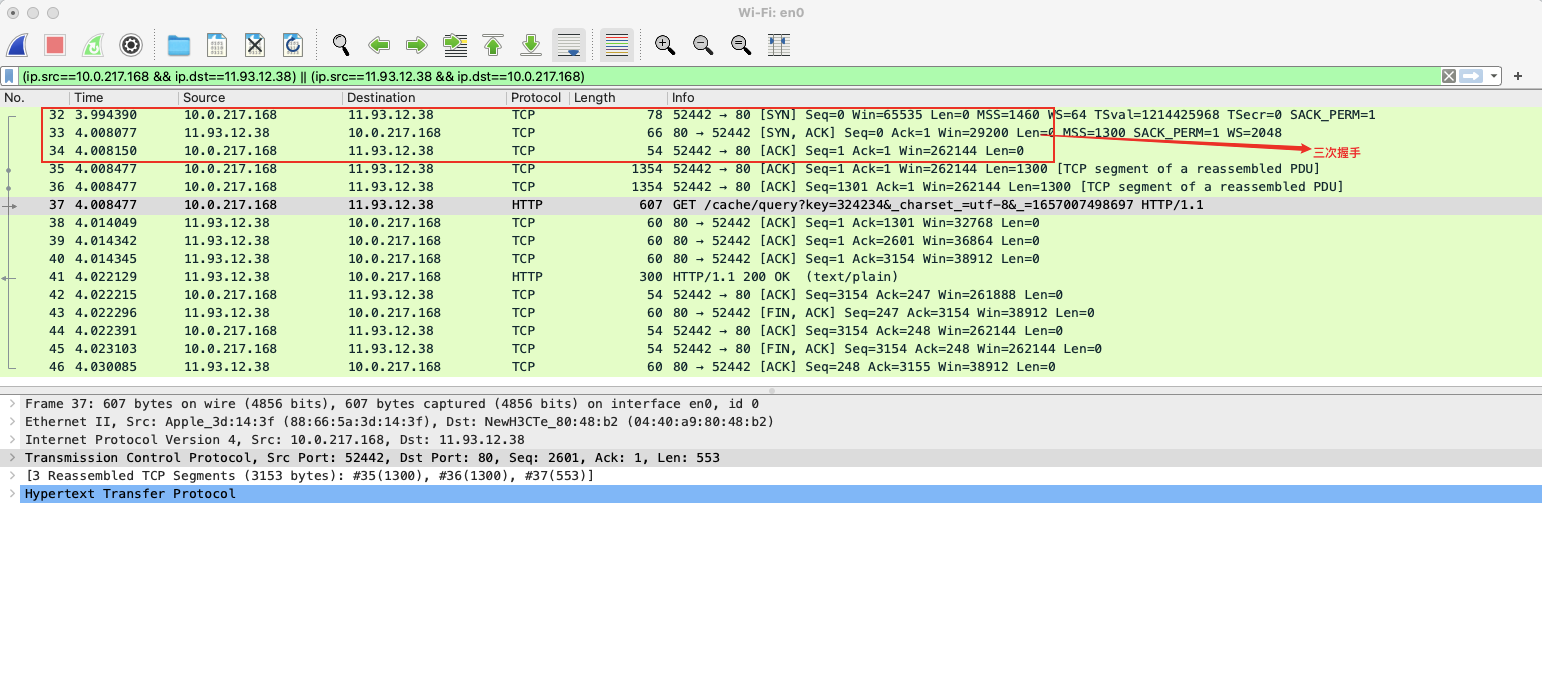 Wi-Fi: en0
(ip.src==10.0.217.168 && ip.dst==11.93.12.38) || (ip.src==11.93.12.38 && ip.dst==10.0.217.168)
No. Time Source Destination Protocol Length Info
32 3.994390 10.0.217.168 11.93.12.38 TCP 78 52442 → 80 [SYN] Seq=0 Win=65535 Len=0 MSS=1460 WS=64 TSval=1214425968 TSecr=0 SACK_PERM=1
33 4.008077 11.93.12.38 10.0.217.168 TCP 66 80 → 52442 [SYN, ACK] Seq=0 Ack=1 Win=29200 Len=0 MSS=1300 SACK_PERM=1 WS=2048
34 4.008150 10.0.217.168 11.93.12.38 TCP 54 52442 → 80 [ACK] Seq=1 Ack=1 Win=262144 Len=0
三次握手
35 4.008477 10.0.217.168 11.93.12.38 TCP 1354 52442 → 80 [ACK] Seq=1 Ack=1 Win=262144 Len=1300 [TCP segment of a reassembled PDU]
36 4.008477 10.0.217.168 11.93.12.38 TCP 1354 52442 → 80 [ACK] Seq=1301 Ack=1 Win=262144 Len=1300 [TCP segment of a reassembled PDU]
37 4.008477 10.0.217.168 11.93.12.38 HTTP 607 GET /cache/query?key=324234&_charset_=utf-8&_=1657007498697 HTTP/1.1
38 4.014049 11.93.12.38 10.0.217.168 TCP 60 80 → 52442 [ACK] Seq=1 Ack=1301 Win=32768 Len=0
39 4.014342 11.93.12.38 10.0.217.168 TCP 60 80 → 52442 [ACK] Seq=1 Ack=2601 Win=36864 Len=0
40 4.014345 11.93.12.38 10.0.217.168 TCP 60 80 → 52442 [ACK] Seq=1 Ack=3154 Win=38912 Len=0
41 4.022129 11.93.12.38 10.0.217.168 HTTP 300 HTTP/1.1 200 OK (text/plain)
42 4.022215 10.0.217.168 11.93.12.38 TCP 54 52442 → 80 [ACK] Seq=3154 Ack=247 Win=261888 Len=0
43 4.022296 11.93.12.38 10.0.217.168 TCP 60 80 → 52442 [FIN, ACK] Seq=247 Ack=3154 Win=38912 Len=0
44 4.022391 10.0.217.168 11.93.12.38 TCP 54 52442 → 80 [ACK] Seq=3154 Ack=248 Win=262144 Len=0
45 4.023103 10.0.217.168 11.93.12.38 TCP 54 52442 → 80 [FIN, ACK] Seq=3154 Ack=248 Win=262144 Len=0
46 4.030085 11.93.12.38 10.0.217.168 TCP 60 80 → 52442 [ACK] Seq=248 Ack=3155 Win=38912 Len=0
Frame 37: 607 bytes on wire (4856 bits), 607 bytes captured (4856 bits) on interface en0, id 0
Ethernet II, Src: Apple_3d:14:3f (88:66:5a:3d:14:3f), Dst: NewH3CTe_80:48:b2 (04:40:a9:80:48:b2)
Internet Protocol Version 4, Src: 10.0.217.168, Dst: 11.93.12.38
Transmission Control Protocol, Src Port: 52442, Dst Port: 80, Seq: 2601, Ack: 1, Len: 553
[3 Reassembled TCP Segments (3153 bytes): #35(1300), #36(1300), #37(553)]
Hypertext Transfer Protocol